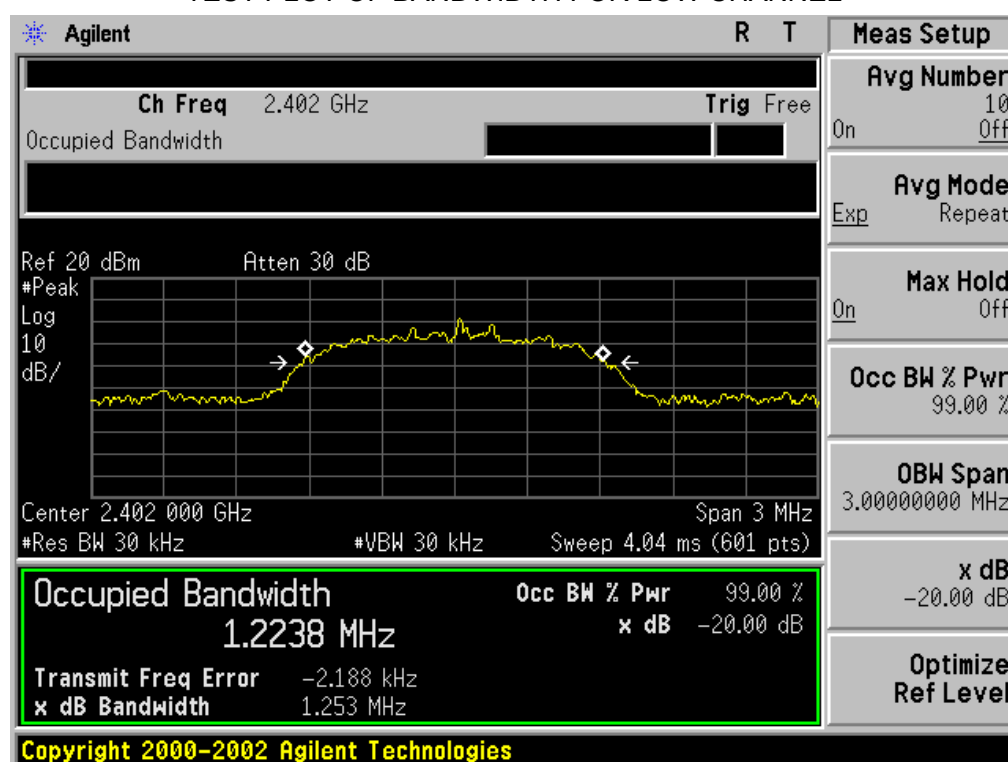 Agilent R T Meas Setup
Ch Freq 2.402 GHz Trig Free
Occupied Bandwidth
Avg Number
10
On Off
Avg Mode
Exp Repeat
Max Hold
On Off
Occ BW % Pwr
99.00 %
OBW Span
3.00000000 MHz
x dB
-20.00 dB
Optimize
Ref Level
Ref 20 dBm Atten 30 dB
#Peak
Log
10
dB/
Center 2.402 000 GHz Span 3 MHz
#Res BW 30 kHz #VBW 30 kHz Sweep 4.04 ms (601 pts)
Occupied Bandwidth Occ BW % Pwr 99.00 %
1.2238 MHz x dB -20.00 dB
Transmit Freq Error -2.188 kHz
x dB Bandwidth 1.253 MHz
Copyright 2000-2002 Agilent Technologies